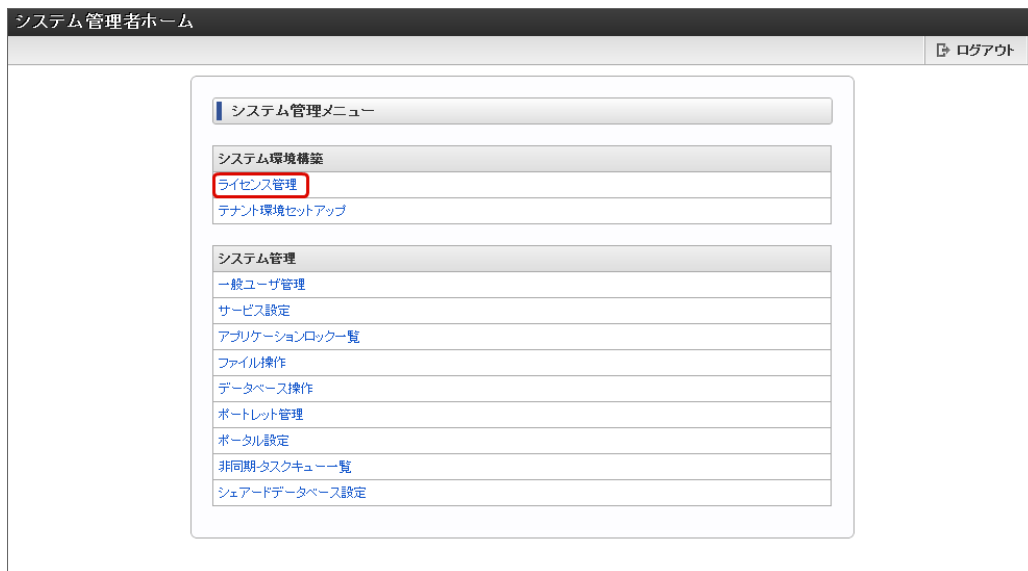 システム管理者ホーム
ログアウト
システム管理メニュー
システム環境構築
ライセンス管理
テナント環境セットアップ
システム管理
一般ユーザ管理
サービス設定
アプリケーションロック一覧
ファイル操作
データベース操作
ポートレット管理
ポータル設定
非同期-タスクキュー一覧
シェアードデータベース設定